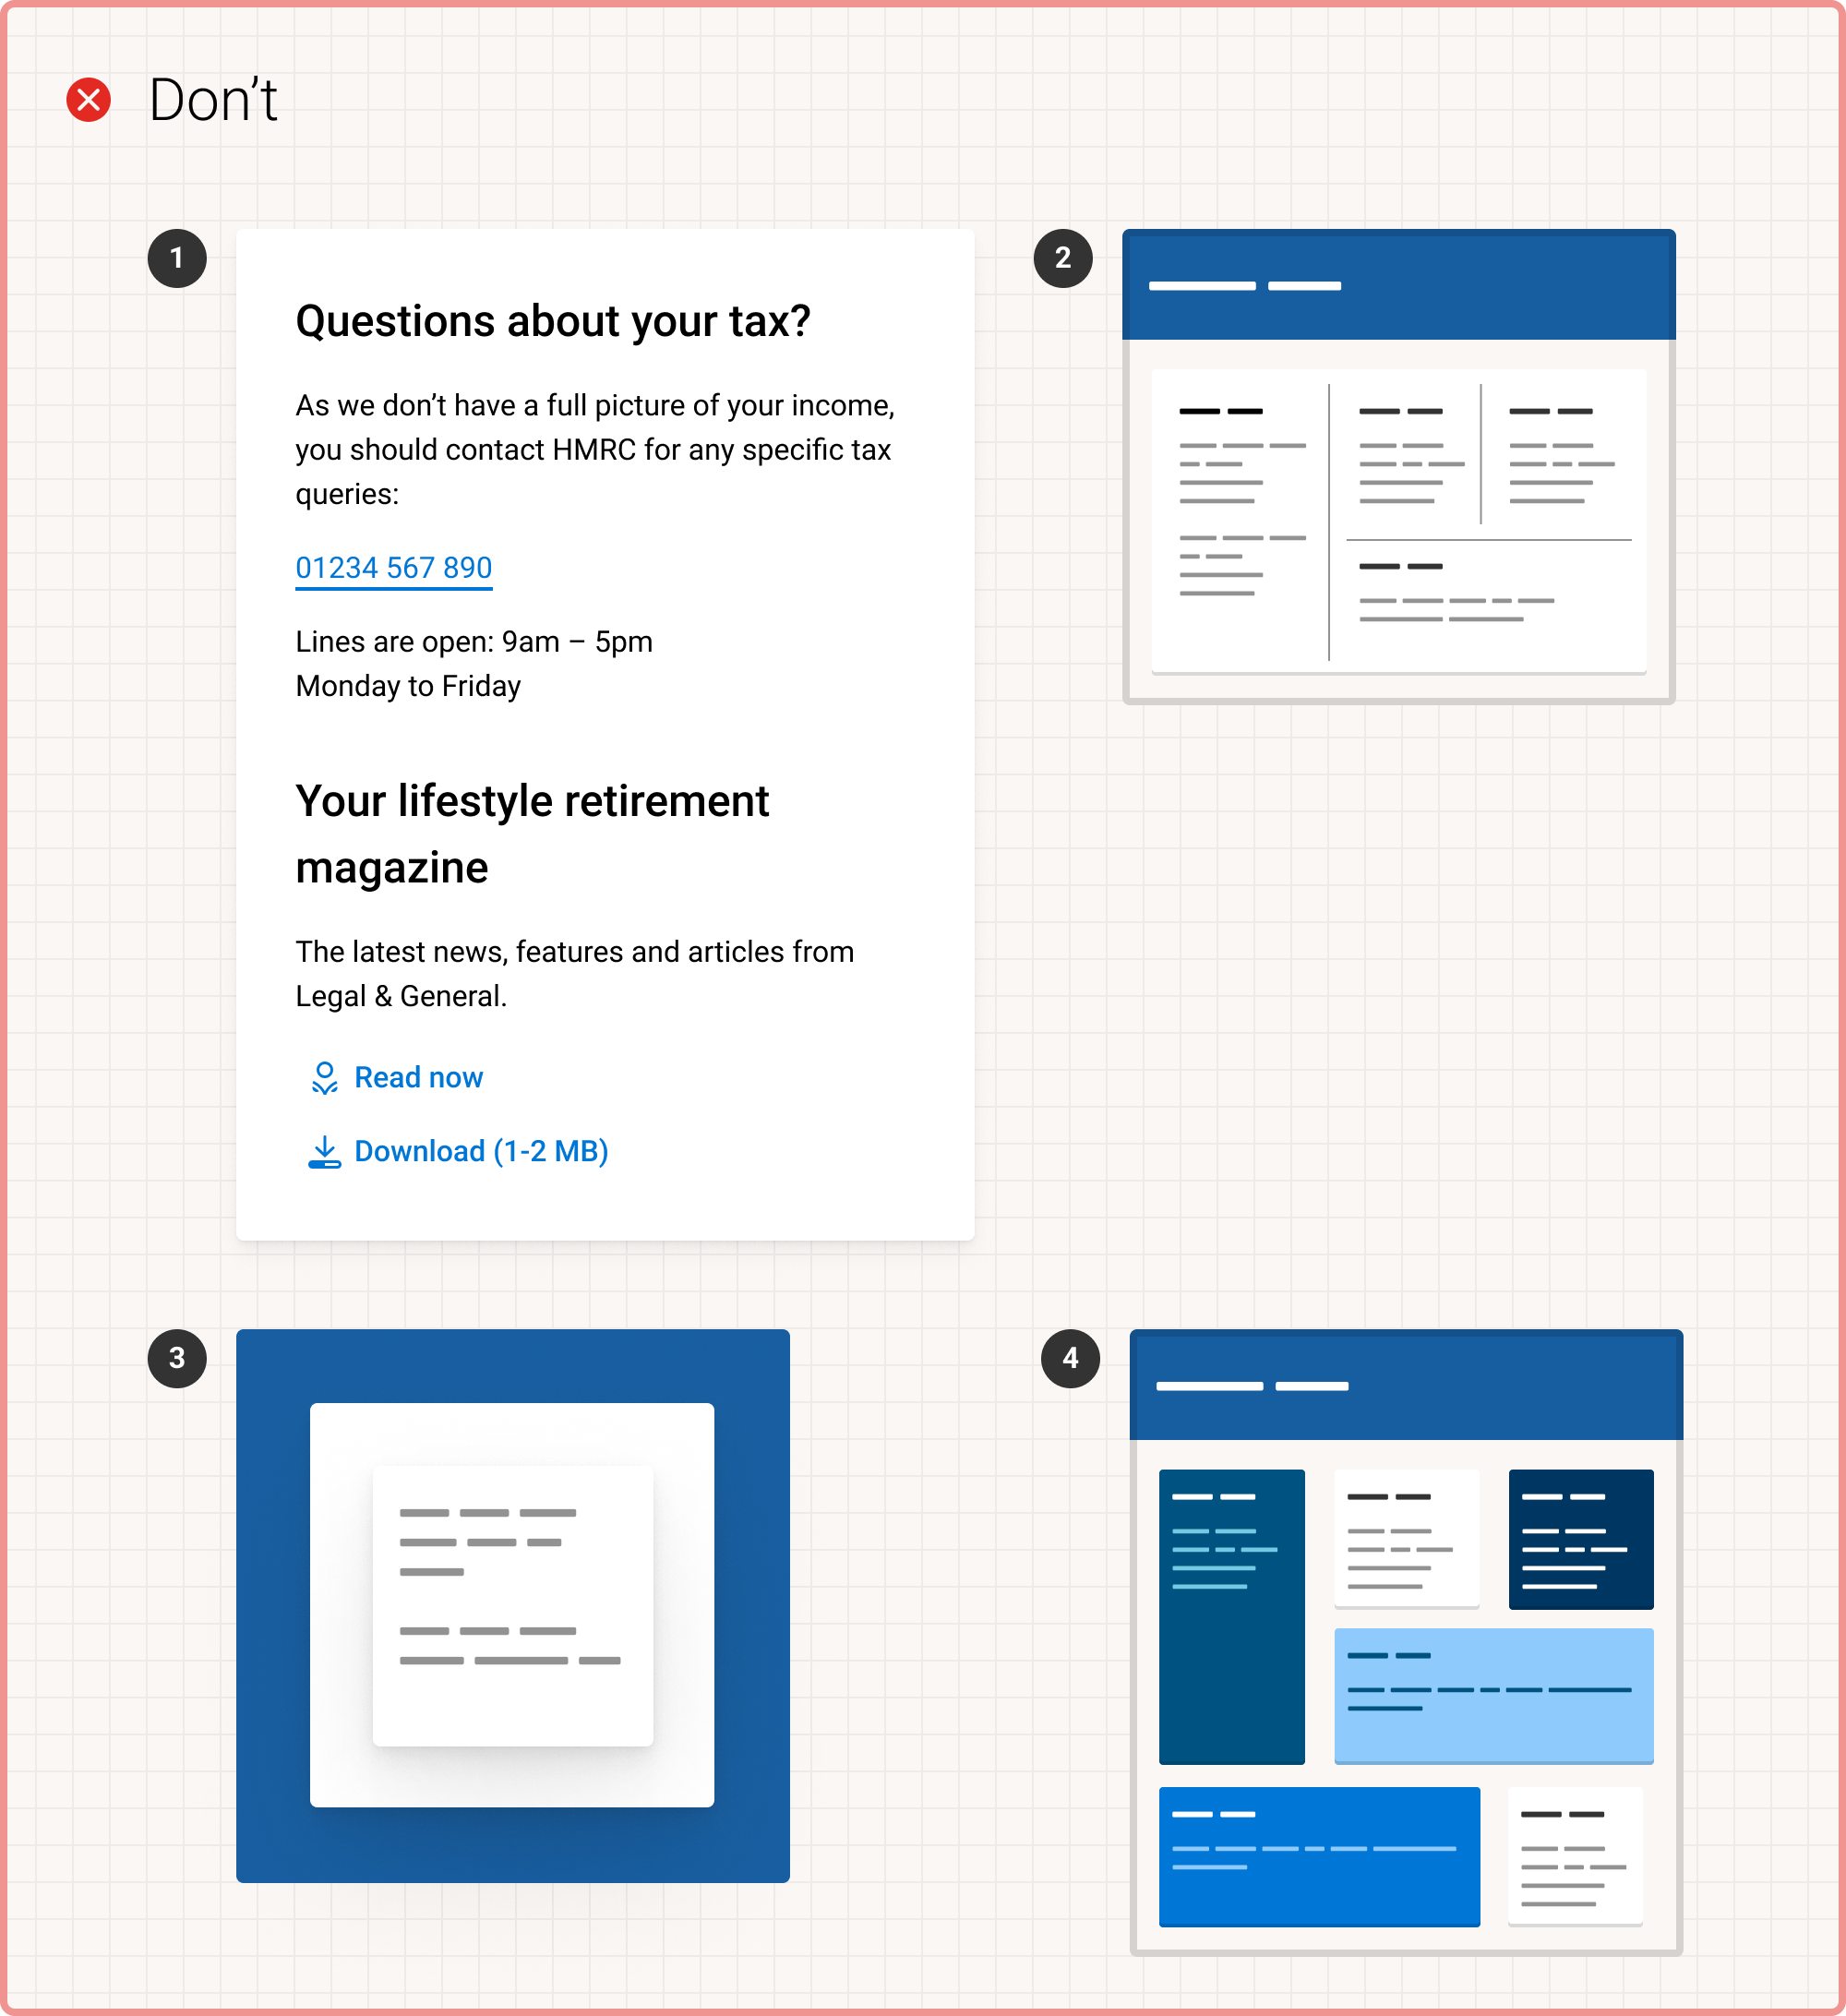 Don’t
1
Questions about your tax?
As we don’t have a full picture of your income,
you should contact HMRC for any specific tax
queries:
01234 567 890
Lines are open: 9am – 5pm
Monday to Friday
Your lifestyle retirement
magazine
The latest news, features and articles from
Legal & General.
Read now
Download (1-2 MB)
2
3
4